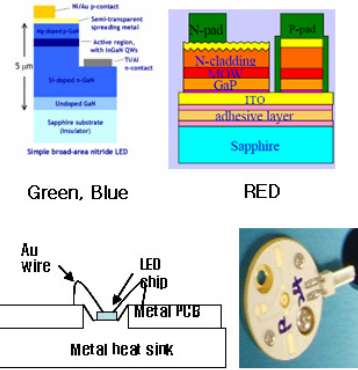 Ni/Au p-contact
Semi-transparent
spreading metal
Mg-doped p-GaN
Active region,
with InGaN QWs
Ti/Al
n-contact
5 μm
Si-doped n-GaN
Undoped GaN
Sapphire substrate
(insulator)
Simple broad-area nitride LED
Green, Blue
N-pad
P-pad
N-cladding
MQW
GaP
ITO
adhesive layer
Sapphire
RED
Au
wire
LED
chip
Metal PCB
Metal heat sink